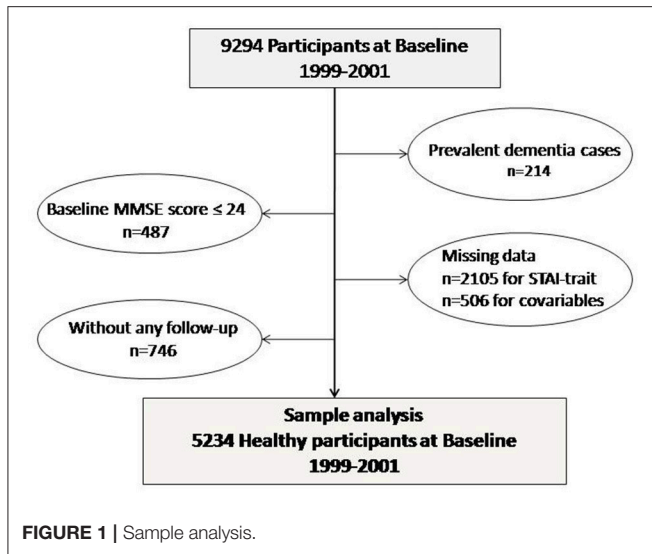 9294 Participants at Baseline
1999-2001
Prevalent dementia cases
n=214
Baseline MMSE score ≤ 24
n=487
Missing data
n=2105 for STAI-trait
n=506 for covariables
Without any follow-up
n=746
Sample analysis
5234 Healthy participants at Baseline
1999-2001
FIGURE 1 | Sample analysis.